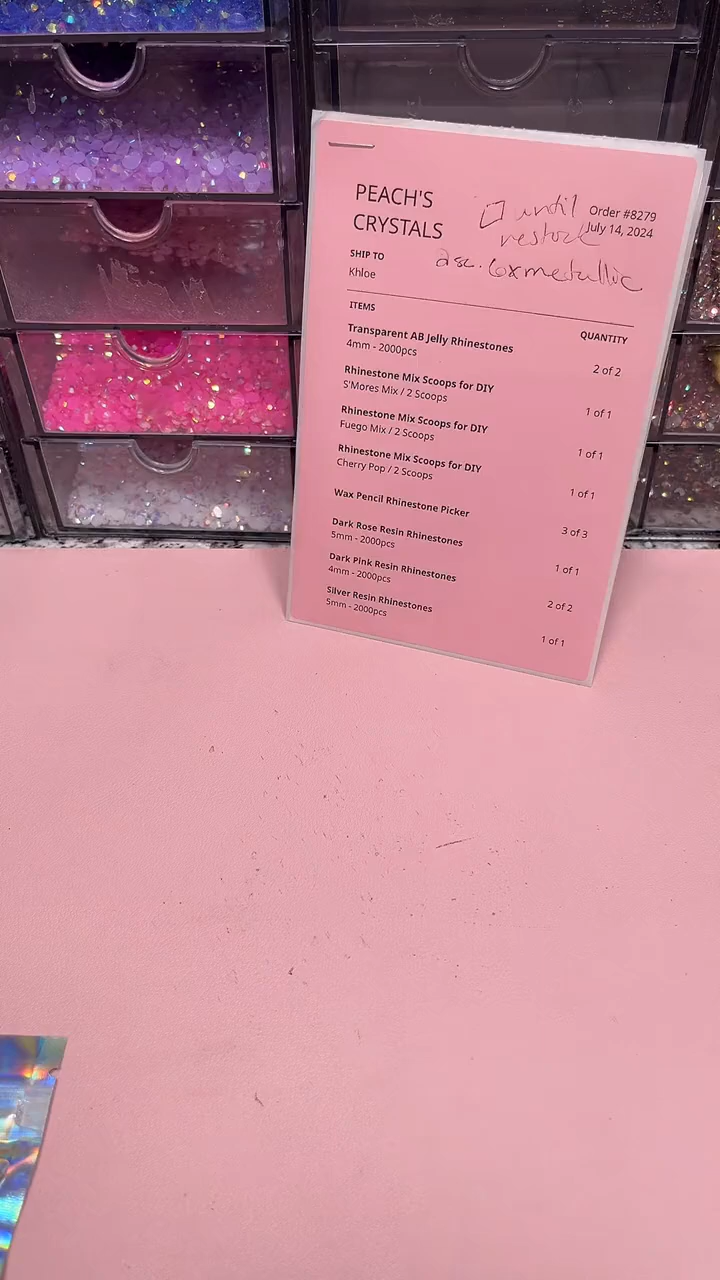 PEACH'S
CRYSTALS
until
restock
Order #8279
July 14, 2024
SHIP TO
Khloe
2 sc. 6x metallic
ITEMS
QUANTITY
Transparent AB Jelly Rhinestones
4mm - 2000pcs
2 of 2
Rhinestone Mix Scoops for DIY
S'Mores Mix / 2 Scoops
1 of 1
Rhinestone Mix Scoops for DIY
Fuego Mix / 2 Scoops
1 of 1
Rhinestone Mix Scoops for DIY
Cherry Pop / 2 Scoops
1 of 1
Wax Pencil Rhinestone Picker
3 of 3
Dark Rose Resin Rhinestones
5mm - 2000pcs
1 of 1
Dark Pink Resin Rhinestones
4mm - 2000pcs
2 of 2
Silver Resin Rhinestones
5mm - 2000pcs
1 of 1